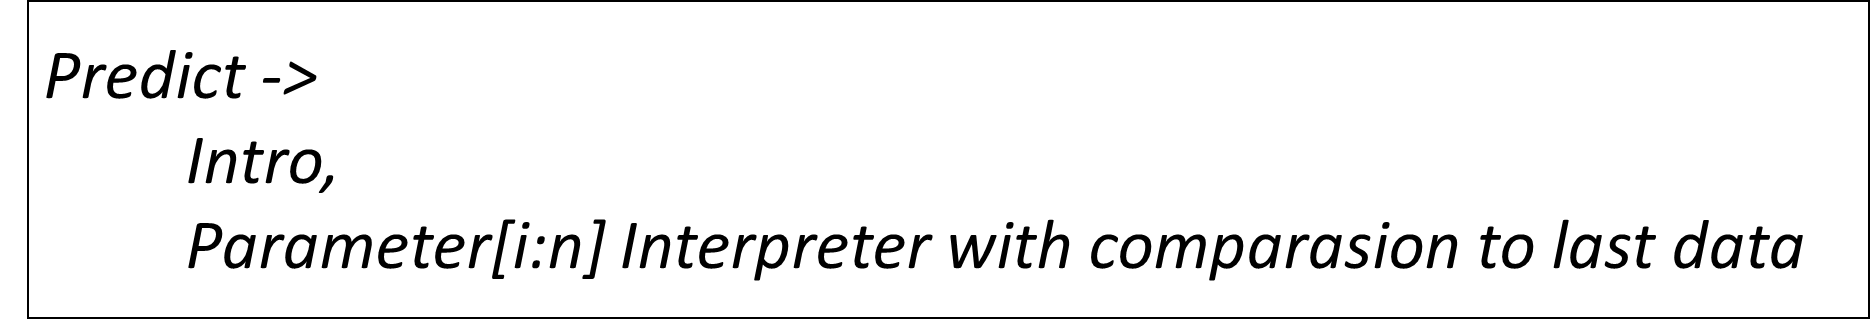 Predict ->
Intro,
Parameter[i:n] Interpreter with comparasion to last data